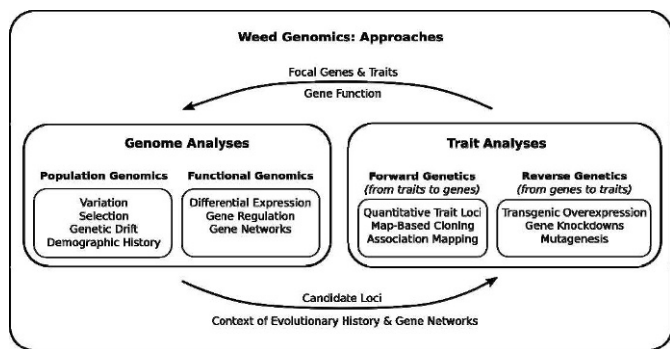 Weed Genomics: Approaches
Focal Genes & Traits
Gene Function
Genome Analyses
Population Genomics
Variation
Selection
Genetic Drift
Demographic History
Functional Genomics
Differential Expression
Gene Regulation
Gene Networks
Trait Analyses
Forward Genetics
(from traits to genes)
Quantitative Trait Loci
Map-Based Cloning
Association Mapping
Reverse Genetics
(from genes to traits)
Transgenic Overexpression
Gene Knockdowns
Mutagenesis
Candidate Loci
Context of Evolutionary History & Gene Networks